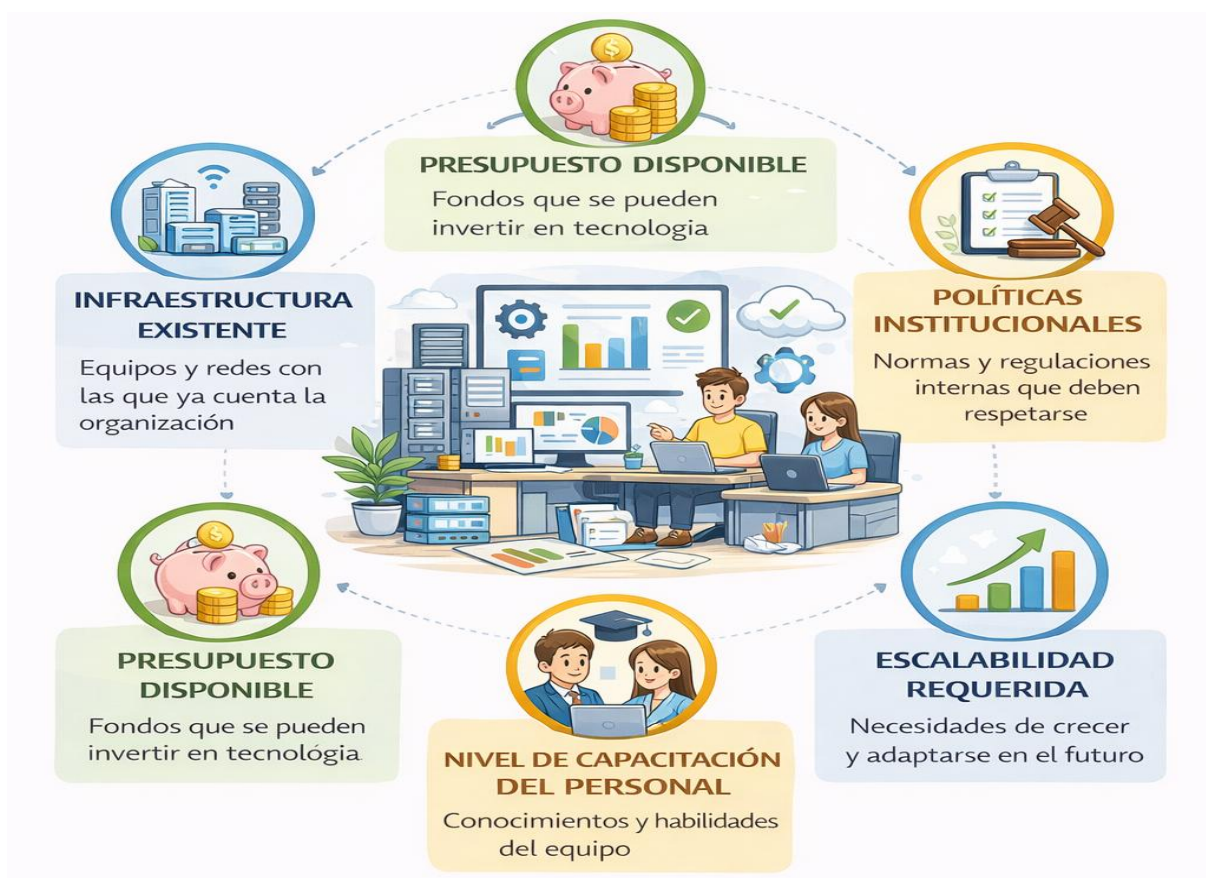 PRESUPUESTO DISPONIBLE
Fondos que se pueden
invertir en tecnologia
INFRAESTRUCTURA
EXISTENTE
Equipos y redes con
las que ya cuenta la
organización
POLÍTICAS
INSTITUCIONALES
Normas y regulaciones
internas que deben
respetarse
PRESUPUESTO
DISPONIBLE
Fondos que se pueden
invertir en tecnológia
NIVEL DE CAPACITACIÓN
DEL PERSONAL
Conocimientos y habilidades
del equipo
ESCALABILIDAD
REQUERIDA
Necesidades de crecer
y adaptarse en el futuro